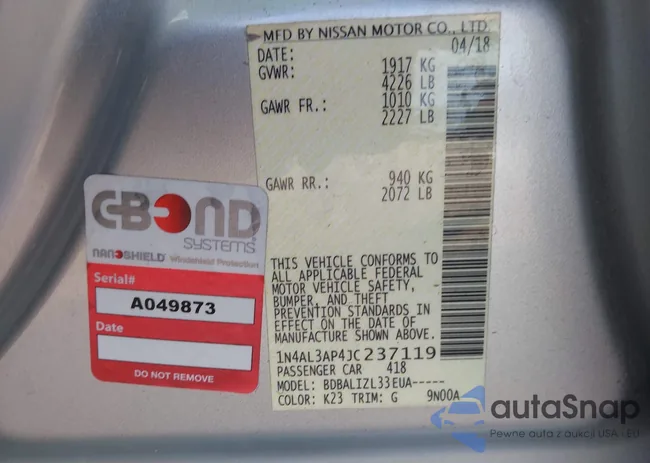 MFD BY NISSAN MOTOR CO., LTD.
DATE: 04/18
GVWR: 1917 KG
4226 LB
GAWR FR.: 1010 KG
2227 LB
GAWR RR.: 940 KG
2072 LB
THIS VEHICLE CONFORMS TO
ALL APPLICABLE FEDERAL
MOTOR VEHICLE SAFETY,
BUMPER, AND THEFT
PREVENTION STANDARDS IN
EFFECT ON THE DATE OF
MANUFACTURE SHOWN ABOVE.
1N4AL3AP4JC237119
PASSENGER CAR 418
MODEL: BDBALIZL33EUA-----
COLOR: K23 TRIM: G 9N00A
GBOND
SYSTEMS
NANOSHIELD Windshield Protection
Serial#
A049873
Date
DO NOT REMOVE
autaSnap
Pewne auta z aukcji USA - EU